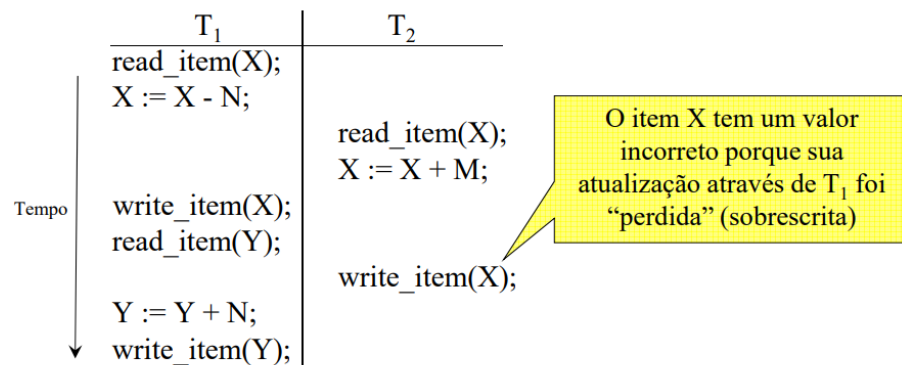 T₁ T₂
read_item(X);
X := X - N;
read_item(X);
X := X + M;
Tempo
write_item(X);
read_item(Y);
write_item(X);
Y := Y + N;
write_item(Y);
O item X tem um valor
incorreto porque sua
atualização através de T₁ foi
“perdida” (sobrescrita)